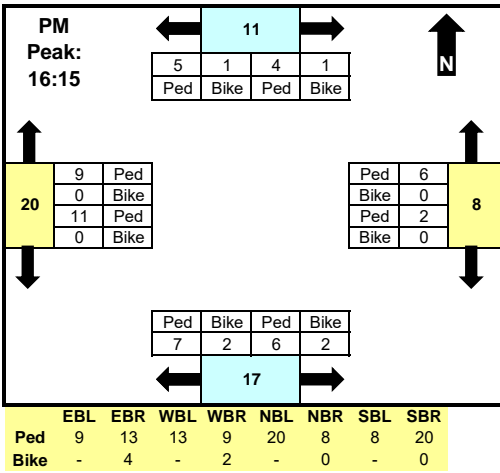 PM
Peak:
16:15
11
N
5 1 4 1
Ped Bike Ped Bike
20
9 Ped
0 Bike
11 Ped
0 Bike
Ped 6
Bike 0
Ped 2
Bike 0
8
Ped Bike Ped Bike
7 2 6 2
17
EBL EBR WBL WBR NBL NBR SBL SBR
Ped 9 13 13 9 20 8 8 20
Bike - 4 - 2 - 0 - 0